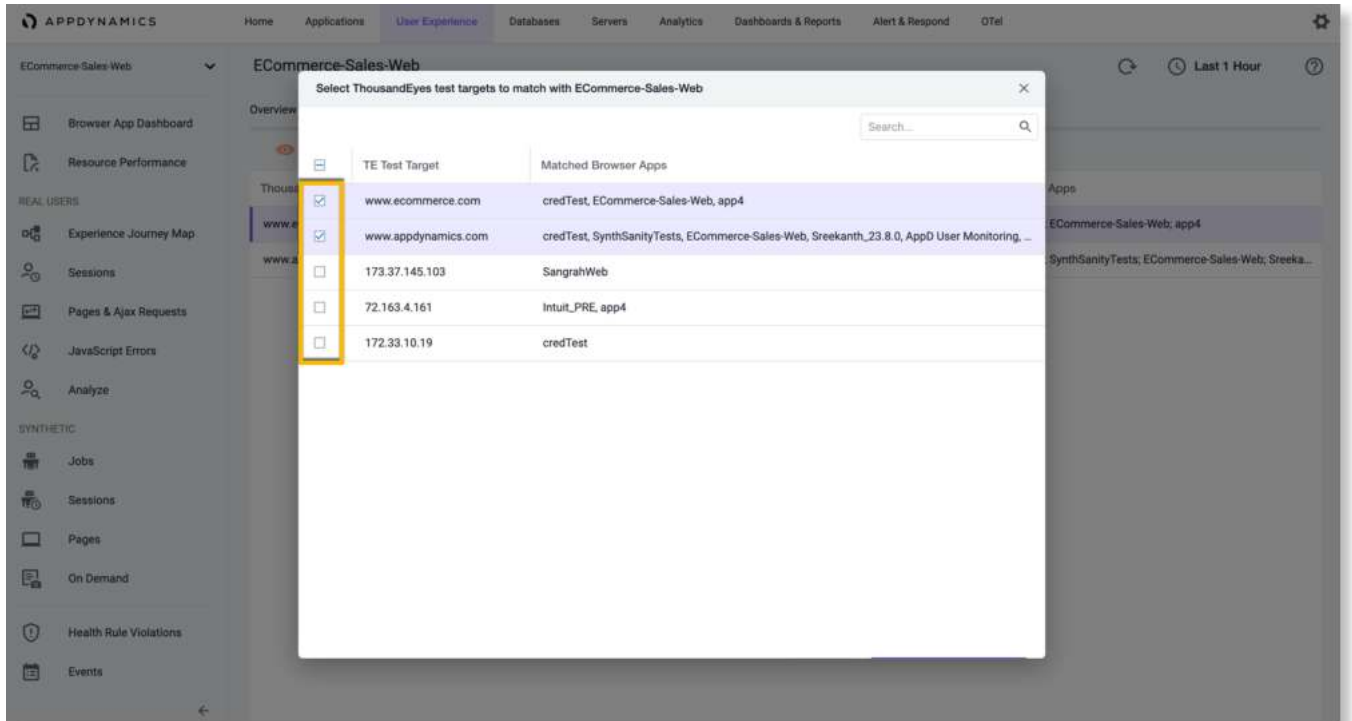 APPDYNAMICS
Home Applications User Experience Databases Servers Analytics Dashboards & Reports Alert & Respond OTel
ECommerce-Sales-Web
ECommerce-Sales-Web
Last 1 Hour
Select ThousandEyes test targets to match with ECommerce-Sales-Web
Overview
Search...
Browser App Dashboard
Resource Performance
REAL USERS
Experience Journey Map
Sessions
Pages & Ajax Requests
JavaScript Errors
Analyze
SYNTHETIC
Jobs
Sessions
Pages
On Demand
Health Rule Violations
Events
TE Test Target Matched Browser Apps
www.ecommerce.com credTest, ECommerce-Sales-Web, app4
www.appdynamics.com credTest, SynthSanityTests, ECommerce-Sales-Web, Sreekanth_23.8.0, AppD User Monitoring, ...
173.37.145.103 SangrahWeb
72.163.4.161 Intuit_PRE, app4
172.33.10.19 credTest
Thousa
www.e
www.a
Apps
ECommerce-Sales-Web; app4
SynthSanityTests; ECommerce-Sales-Web; Sreeka...